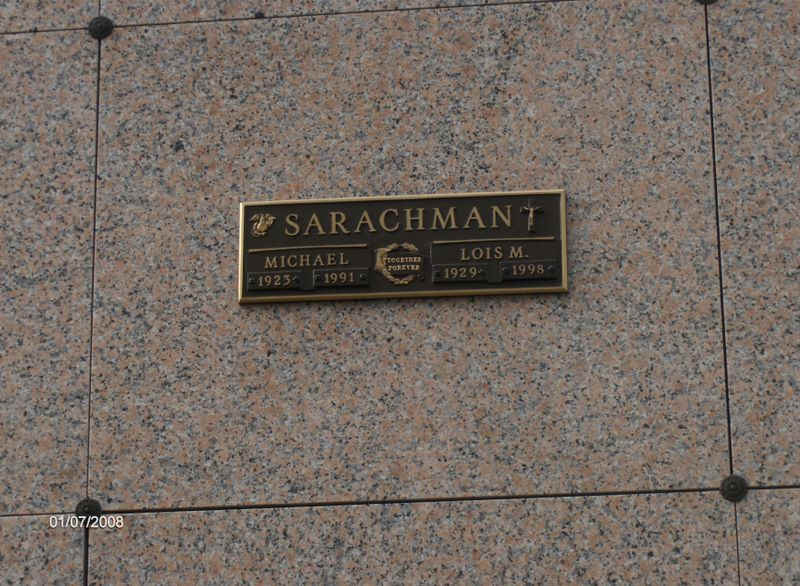 SARACHMAN
MICHAEL
1923 1991
TOGETHER
FOREVER
LOIS M.
1929 1998
01/07/2008